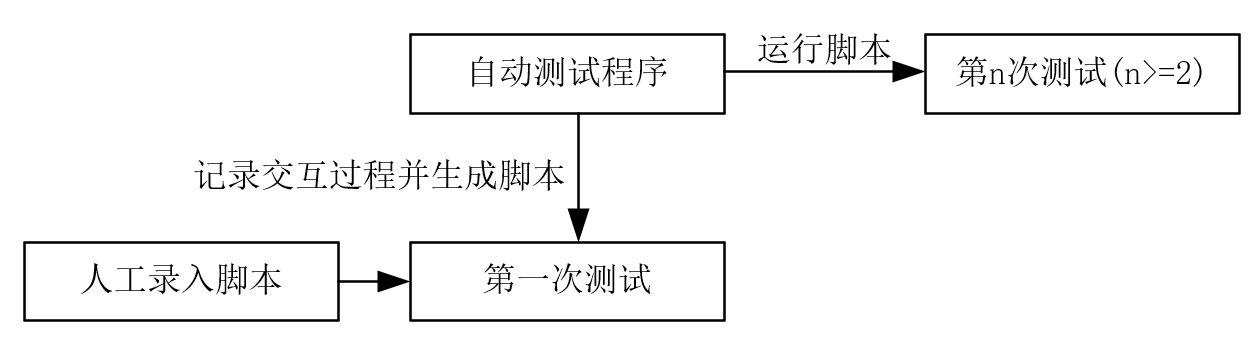 自动测试程序
运行脚本
第n次测试(n>=2)
记录交互过程并生成脚本
人工录入脚本
第一次测试